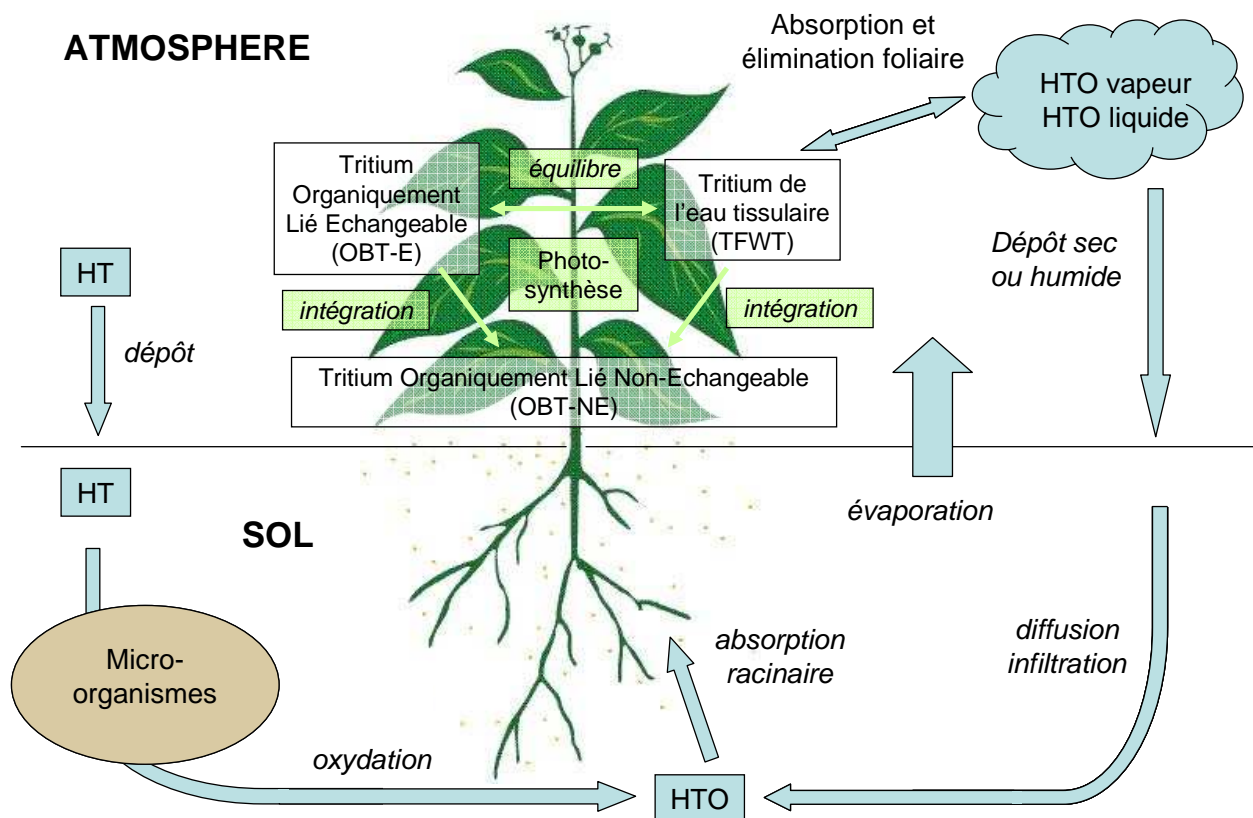 ATMOSPHERE
Absorption et
élimination foliaire
HTO vapeur
HTO liquide
Tritium
Organiquement
Lié Echangeable
(OBT-E)
équilibre
Tritium de
l'eau tissulaire
(TFWT)
Photo-
synthèse
HT
dépôt
intégration
intégration
Dépôt sec
ou humide
Tritium Organiquement Lié Non-Echangeable
(OBT-NE)
HT
SOL
évaporation
Micro-
organismes
absorption
racinaire
diffusion
infiltration
oxydation
HTO